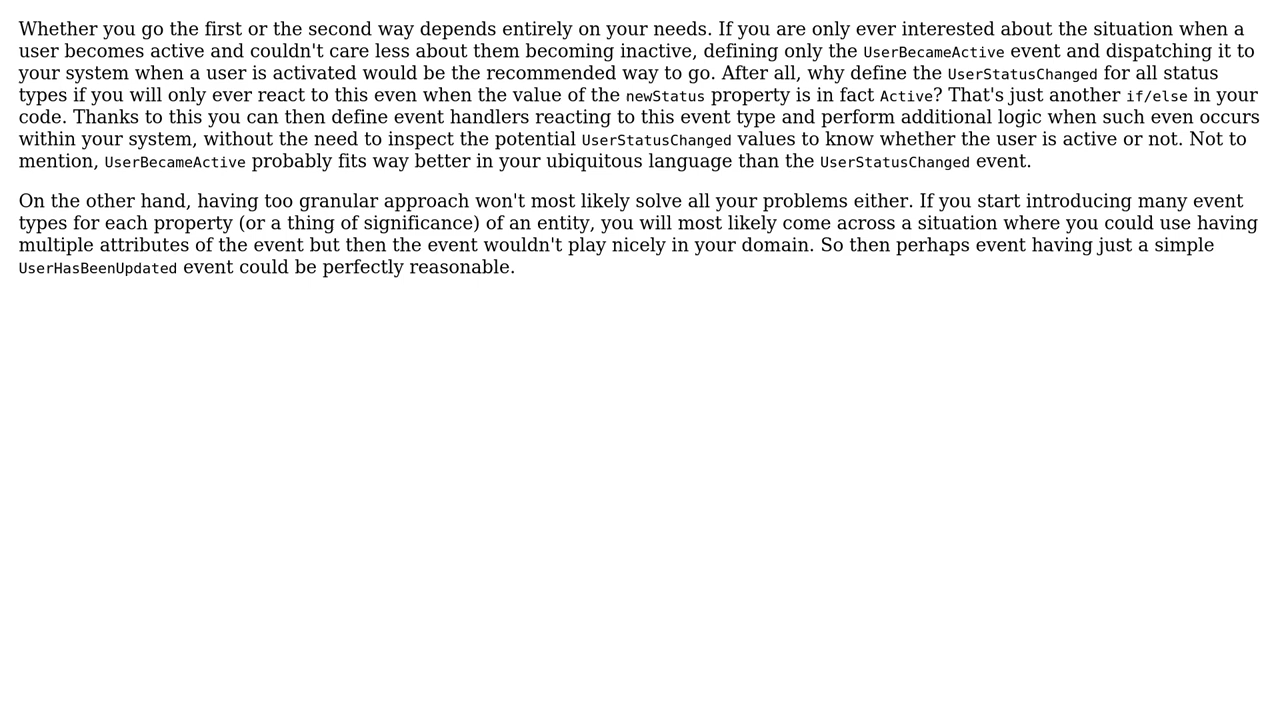 Whether you go the first or the second way depends entirely on your needs. If you are only ever interested about the situation when a
user becomes active and couldn't care less about them becoming inactive, defining only the UserBecameActive event and dispatching it to
your system when a user is activated would be the recommended way to go. After all, why define the UserStatusChanged for all status
types if you will only ever react to this even when the value of the newStatus property is in fact Active? That's just another if/else in your
code. Thanks to this you can then define event handlers reacting to this event type and perform additional logic when such even occurs
within your system, without the need to inspect the potential UserStatusChanged values to know whether the user is active or not. Not to
mention, UserBecameActive probably fits way better in your ubiquitous language than the UserStatusChanged event.
On the other hand, having too granular approach won't most likely solve all your problems either. If you start introducing many event
types for each property (or a thing of significance) of an entity, you will most likely come across a situation where you could use having
multiple attributes of the event but then the event wouldn't play nicely in your domain. So then perhaps event having just a simple
UserHasBeenUpdated event could be perfectly reasonable.